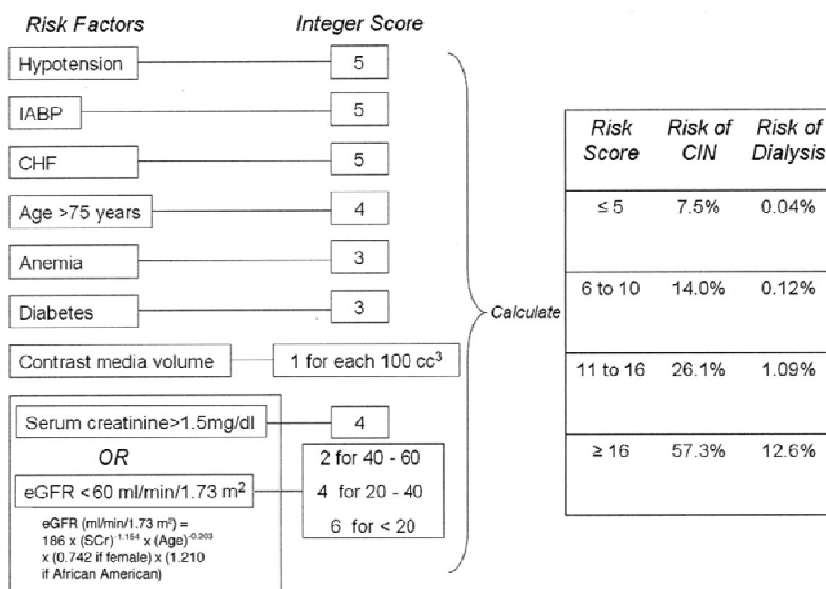 Risk Factors Integer Score
Hypotension 5
IABP 5
CHF 5
Age >75 years 4
Anemia 3
Diabetes 3
Contrast media volume 1 for each 100 cc³
Serum creatinine>1.5mg/dl 4
OR
eGFR <60 ml/min/1.73 m²
2 for 40 - 60
4 for 20 - 40
6 for < 20
eGFR (ml/min/1.73 m²) =
186 x (SCr)⁻¹·¹⁵⁴ x (Age)⁻⁰·²⁰³
x (0.742 if female) x (1.210
if African American)
Calculate
Risk Score Risk of CIN Risk of Dialysis
≤ 5 7.5% 0.04%
6 to 10 14.0% 0.12%
11 to 16 26.1% 1.09%
≥ 16 57.3% 12.6%